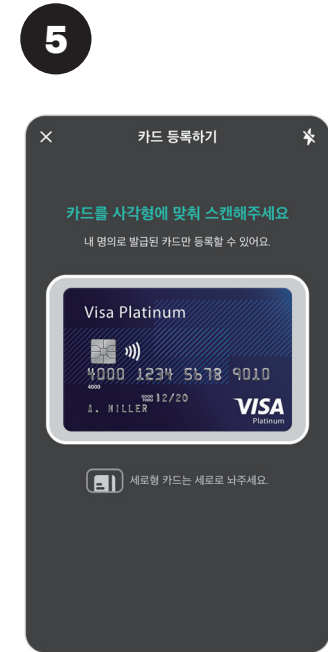 5
카드 등록하기
카드를 사각형에 맞춰 스캔해주세요
내 명의로 발급된 카드만 등록할 수 있어요.
Visa Platinum
4000 1234 5678 9010
4000
GOOD THRU 12/20
A. MILLER
VISA
Platinum
세로형 카드는 세로로 놔주세요.